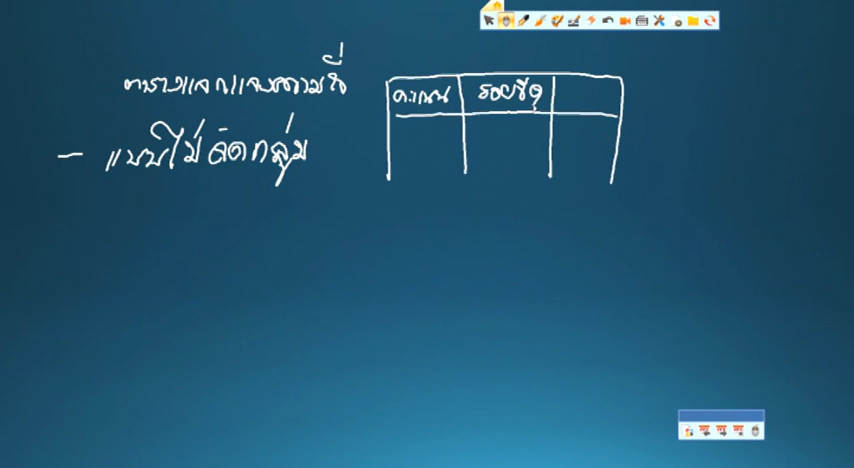 ตารางแจกแจงความถี่
- แบบไม่จัดกลุ่ม
คะแนน รอยขีด